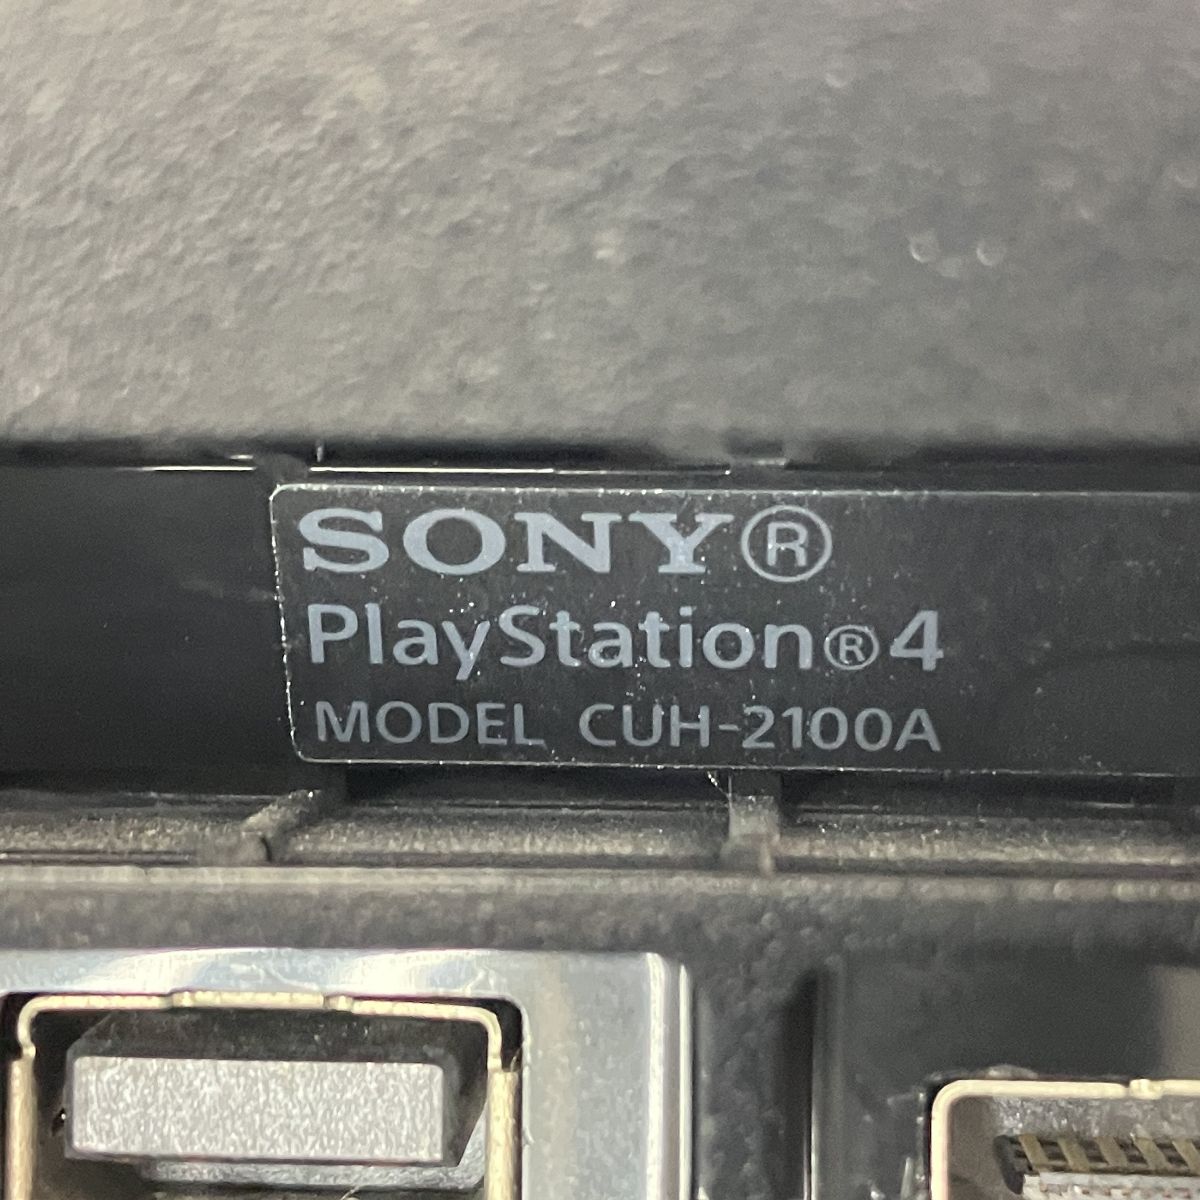 SONY®
PlayStation®4
MODEL CUH-2100A